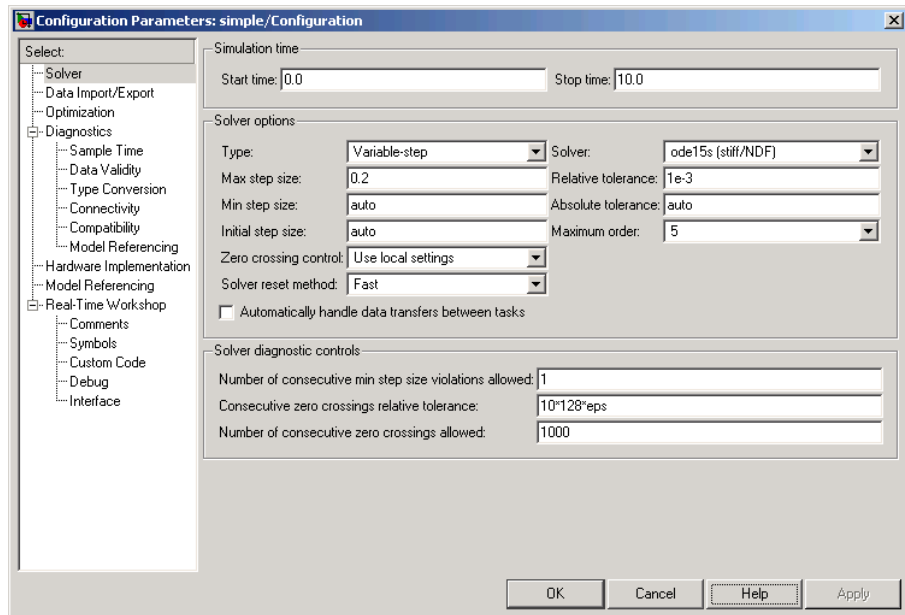 Configuration Parameters: simple/Configuration
Select:
Solver
Data Import/Export
Optimization
Diagnostics
Sample Time
Data Validity
Type Conversion
Connectivity
Compatibility
Model Referencing
Hardware Implementation
Model Referencing
Real-Time Workshop
Comments
Symbols
Custom Code
Debug
Interface
Simulation time
Start time: 0.0 Stop time: 10.0
Solver options
Type: Variable-step Solver: ode15s (stiff/NDF)
Max step size: 0.2 Relative tolerance: 1e-3
Min step size: auto Absolute tolerance: auto
Initial step size: auto Maximum order: 5
Zero crossing control: Use local settings
Solver reset method: Fast
Automatically handle data transfers between tasks
Solver diagnostic controls
Number of consecutive min step size violations allowed: 1
Consecutive zero crossings relative tolerance: 10*128*eps
Number of consecutive zero crossings allowed: 1000
OK Cancel Help Apply